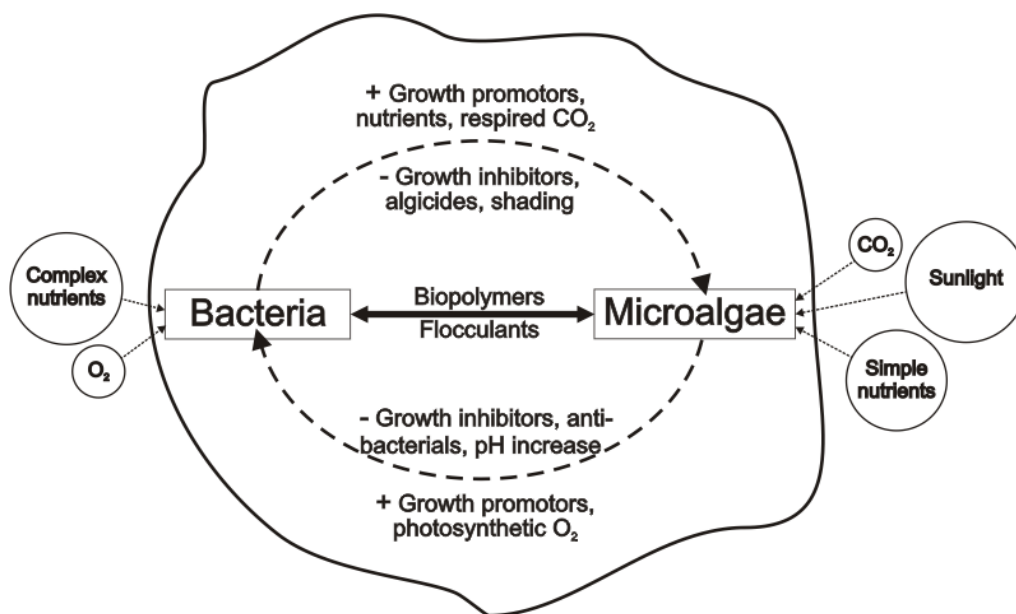 + Growth promotors,
nutrients, respired CO₂
- Growth inhibitors,
algicides, shading
Complex
nutrients
O₂
Bacteria
Biopolymers
Flocculants
Microalgae
CO₂
Sunlight
Simple
nutrients
- Growth inhibitors, anti-
bacterials, pH increase
+ Growth promotors,
photosynthetic O₂